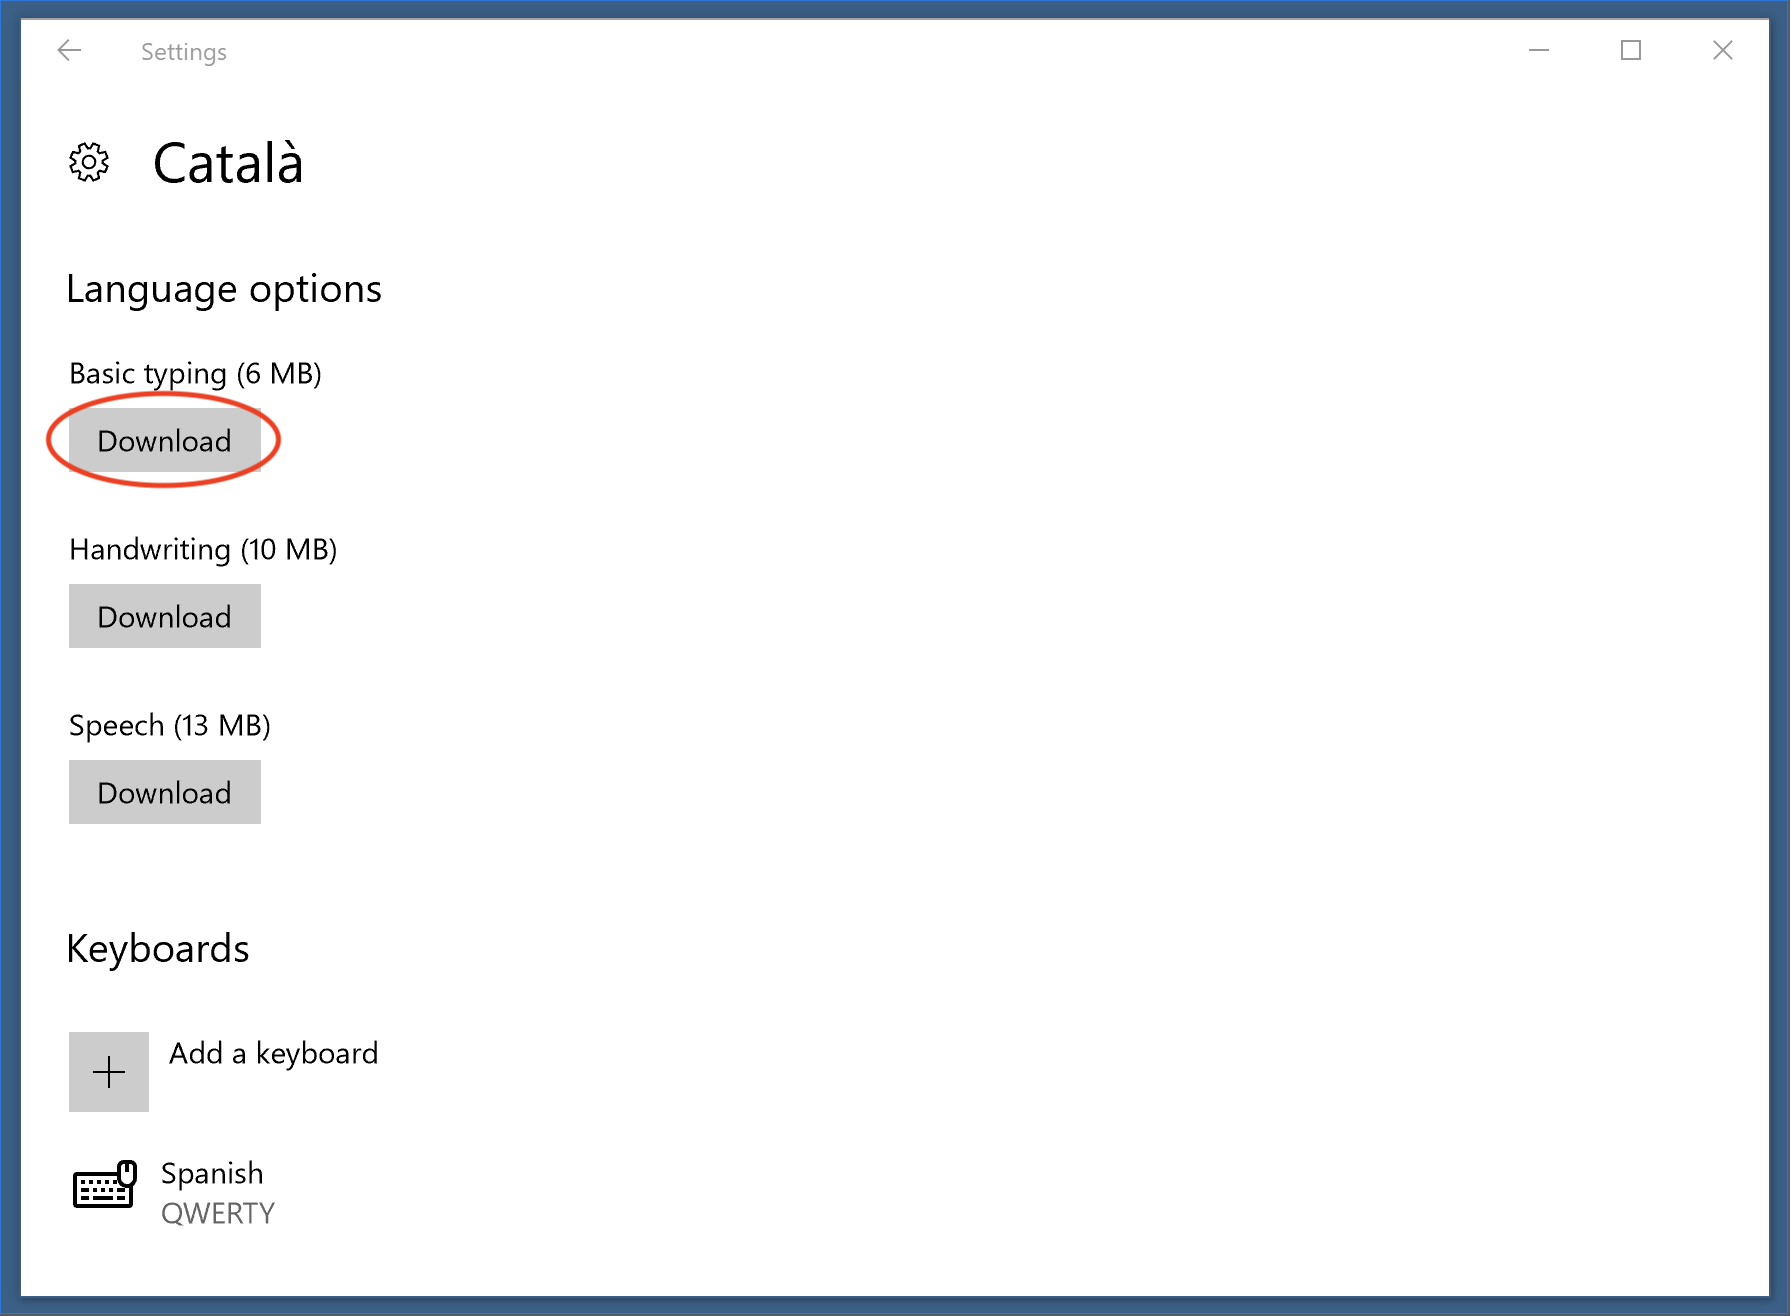 Settings
Català
Language options
Basic typing (6 MB)
Download
Handwriting (10 MB)
Download
Speech (13 MB)
Download
Keyboards
Add a keyboard
Spanish
QWERTY